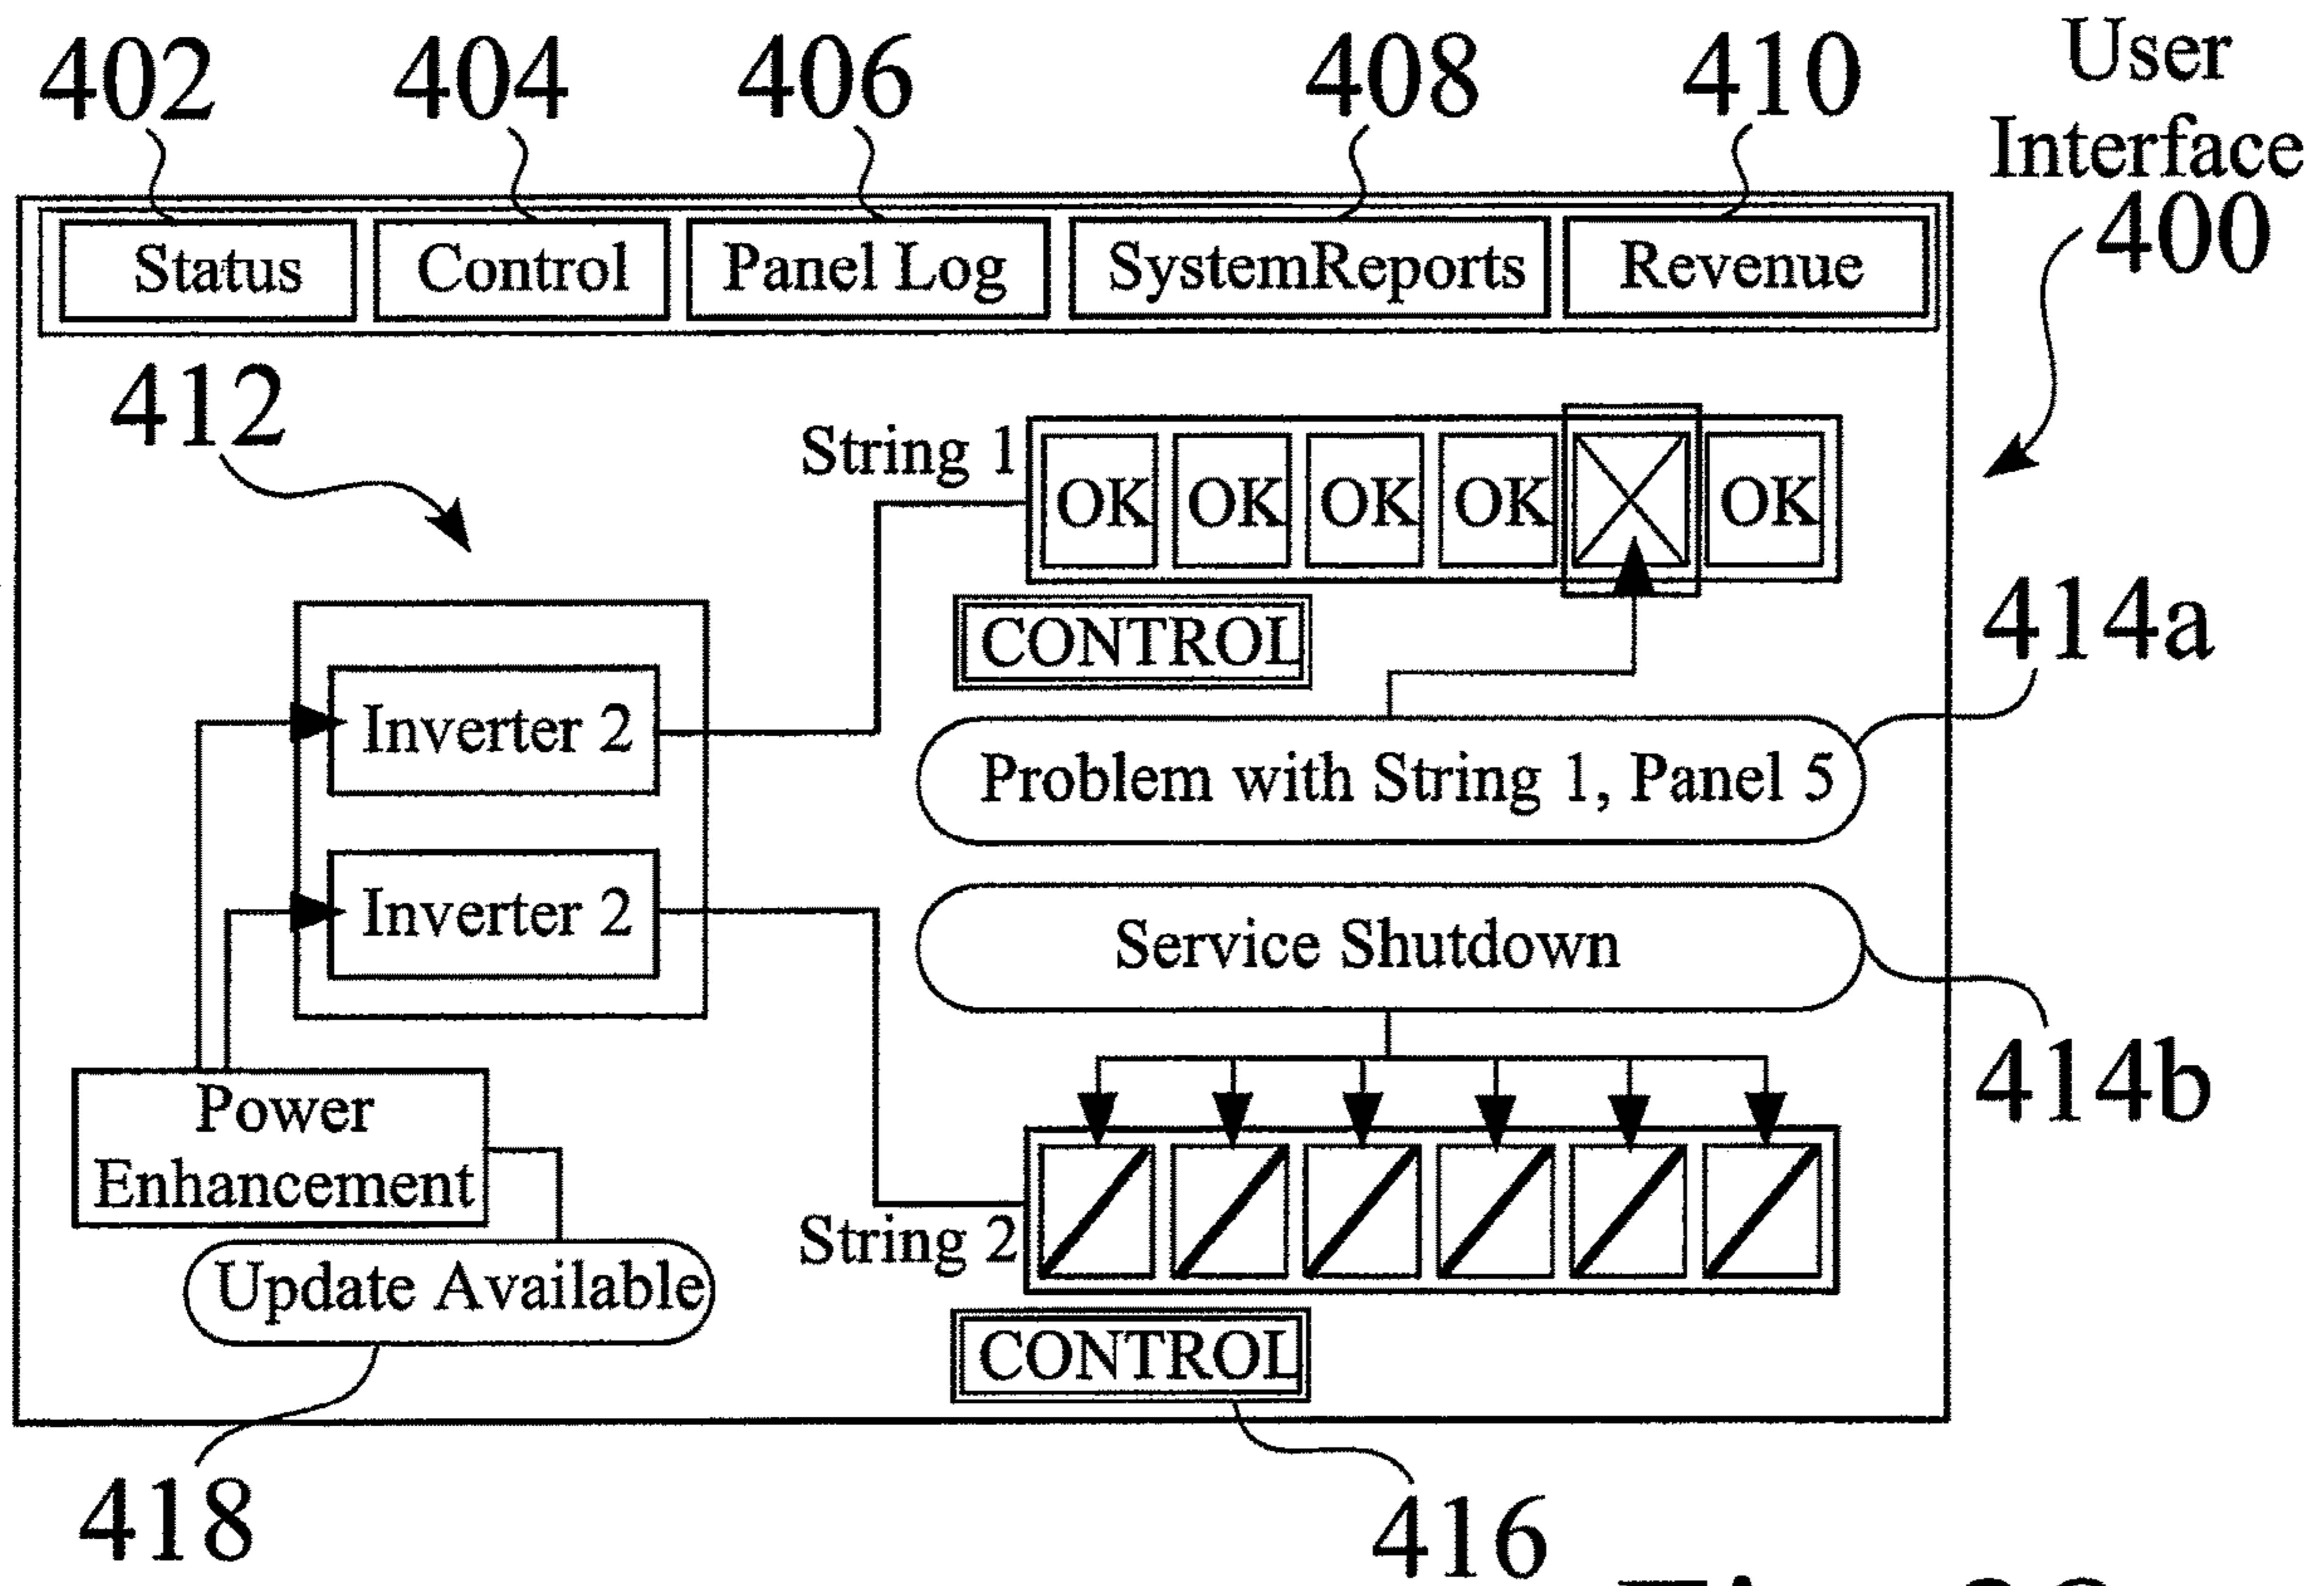 402 404 406 408 410 User
Interface
400
Status Control Panel Log SystemReports Revenue
412
String 1 OK OK OK OK OK
CONTROL
414a
Inverter 2
Problem with String 1, Panel 5
Inverter 2
Service Shutdown
414b
Power
Enhancement
String 2
Update Available
CONTROL
418
416